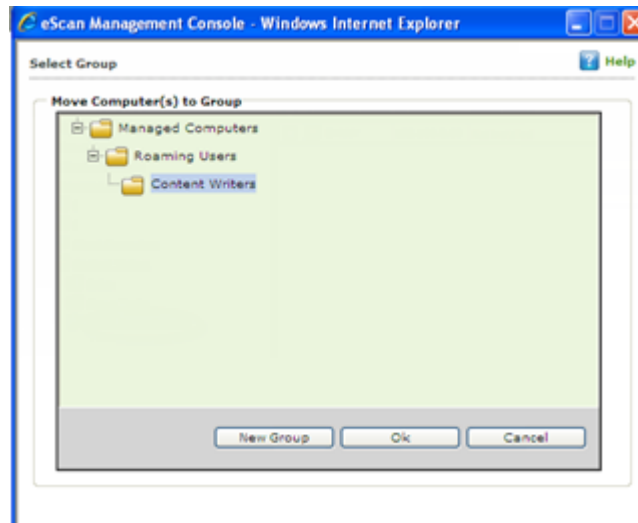 eScan Management Console - Windows Internet Explorer
Select Group
Help
Move Computer(s) to Group
Managed Computers
Roaming Users
Content Writers
New Group
Ok
Cancel